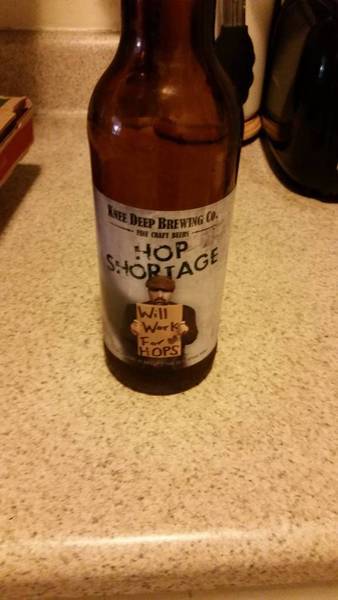 KNEE DEEP BREWING CO.
FINE CRAFT BEERS
HOP
SHORTAGE
Will
Work
For
HOPS